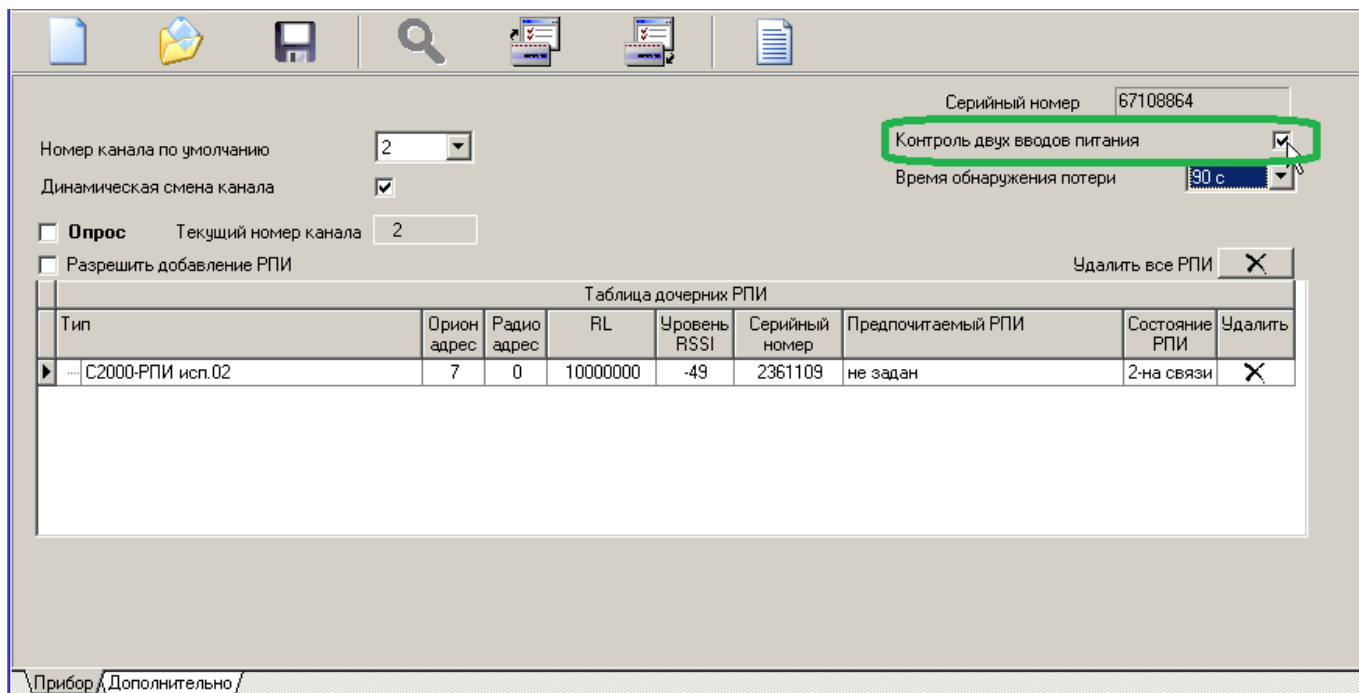 Серийный номер 67108864
Контроль двух вводов питания
Номер канала по умолчанию 2
Динамическая смена канала
Время обнаружения потери 90 с
Опрос Текущий номер канала 2
Разрешить добавление РПИ Удалить все РПИ
Таблица дочерних РПИ
Тип Орион адрес Радио адрес RL Уровень RSSI Серийный номер Предпочитаемый РПИ Состояние РПИ Удалить
С2000-РПИ исп.02 7 0 10000000 -49 2361109 не задан 2-на связи
Прибор Дополнительно